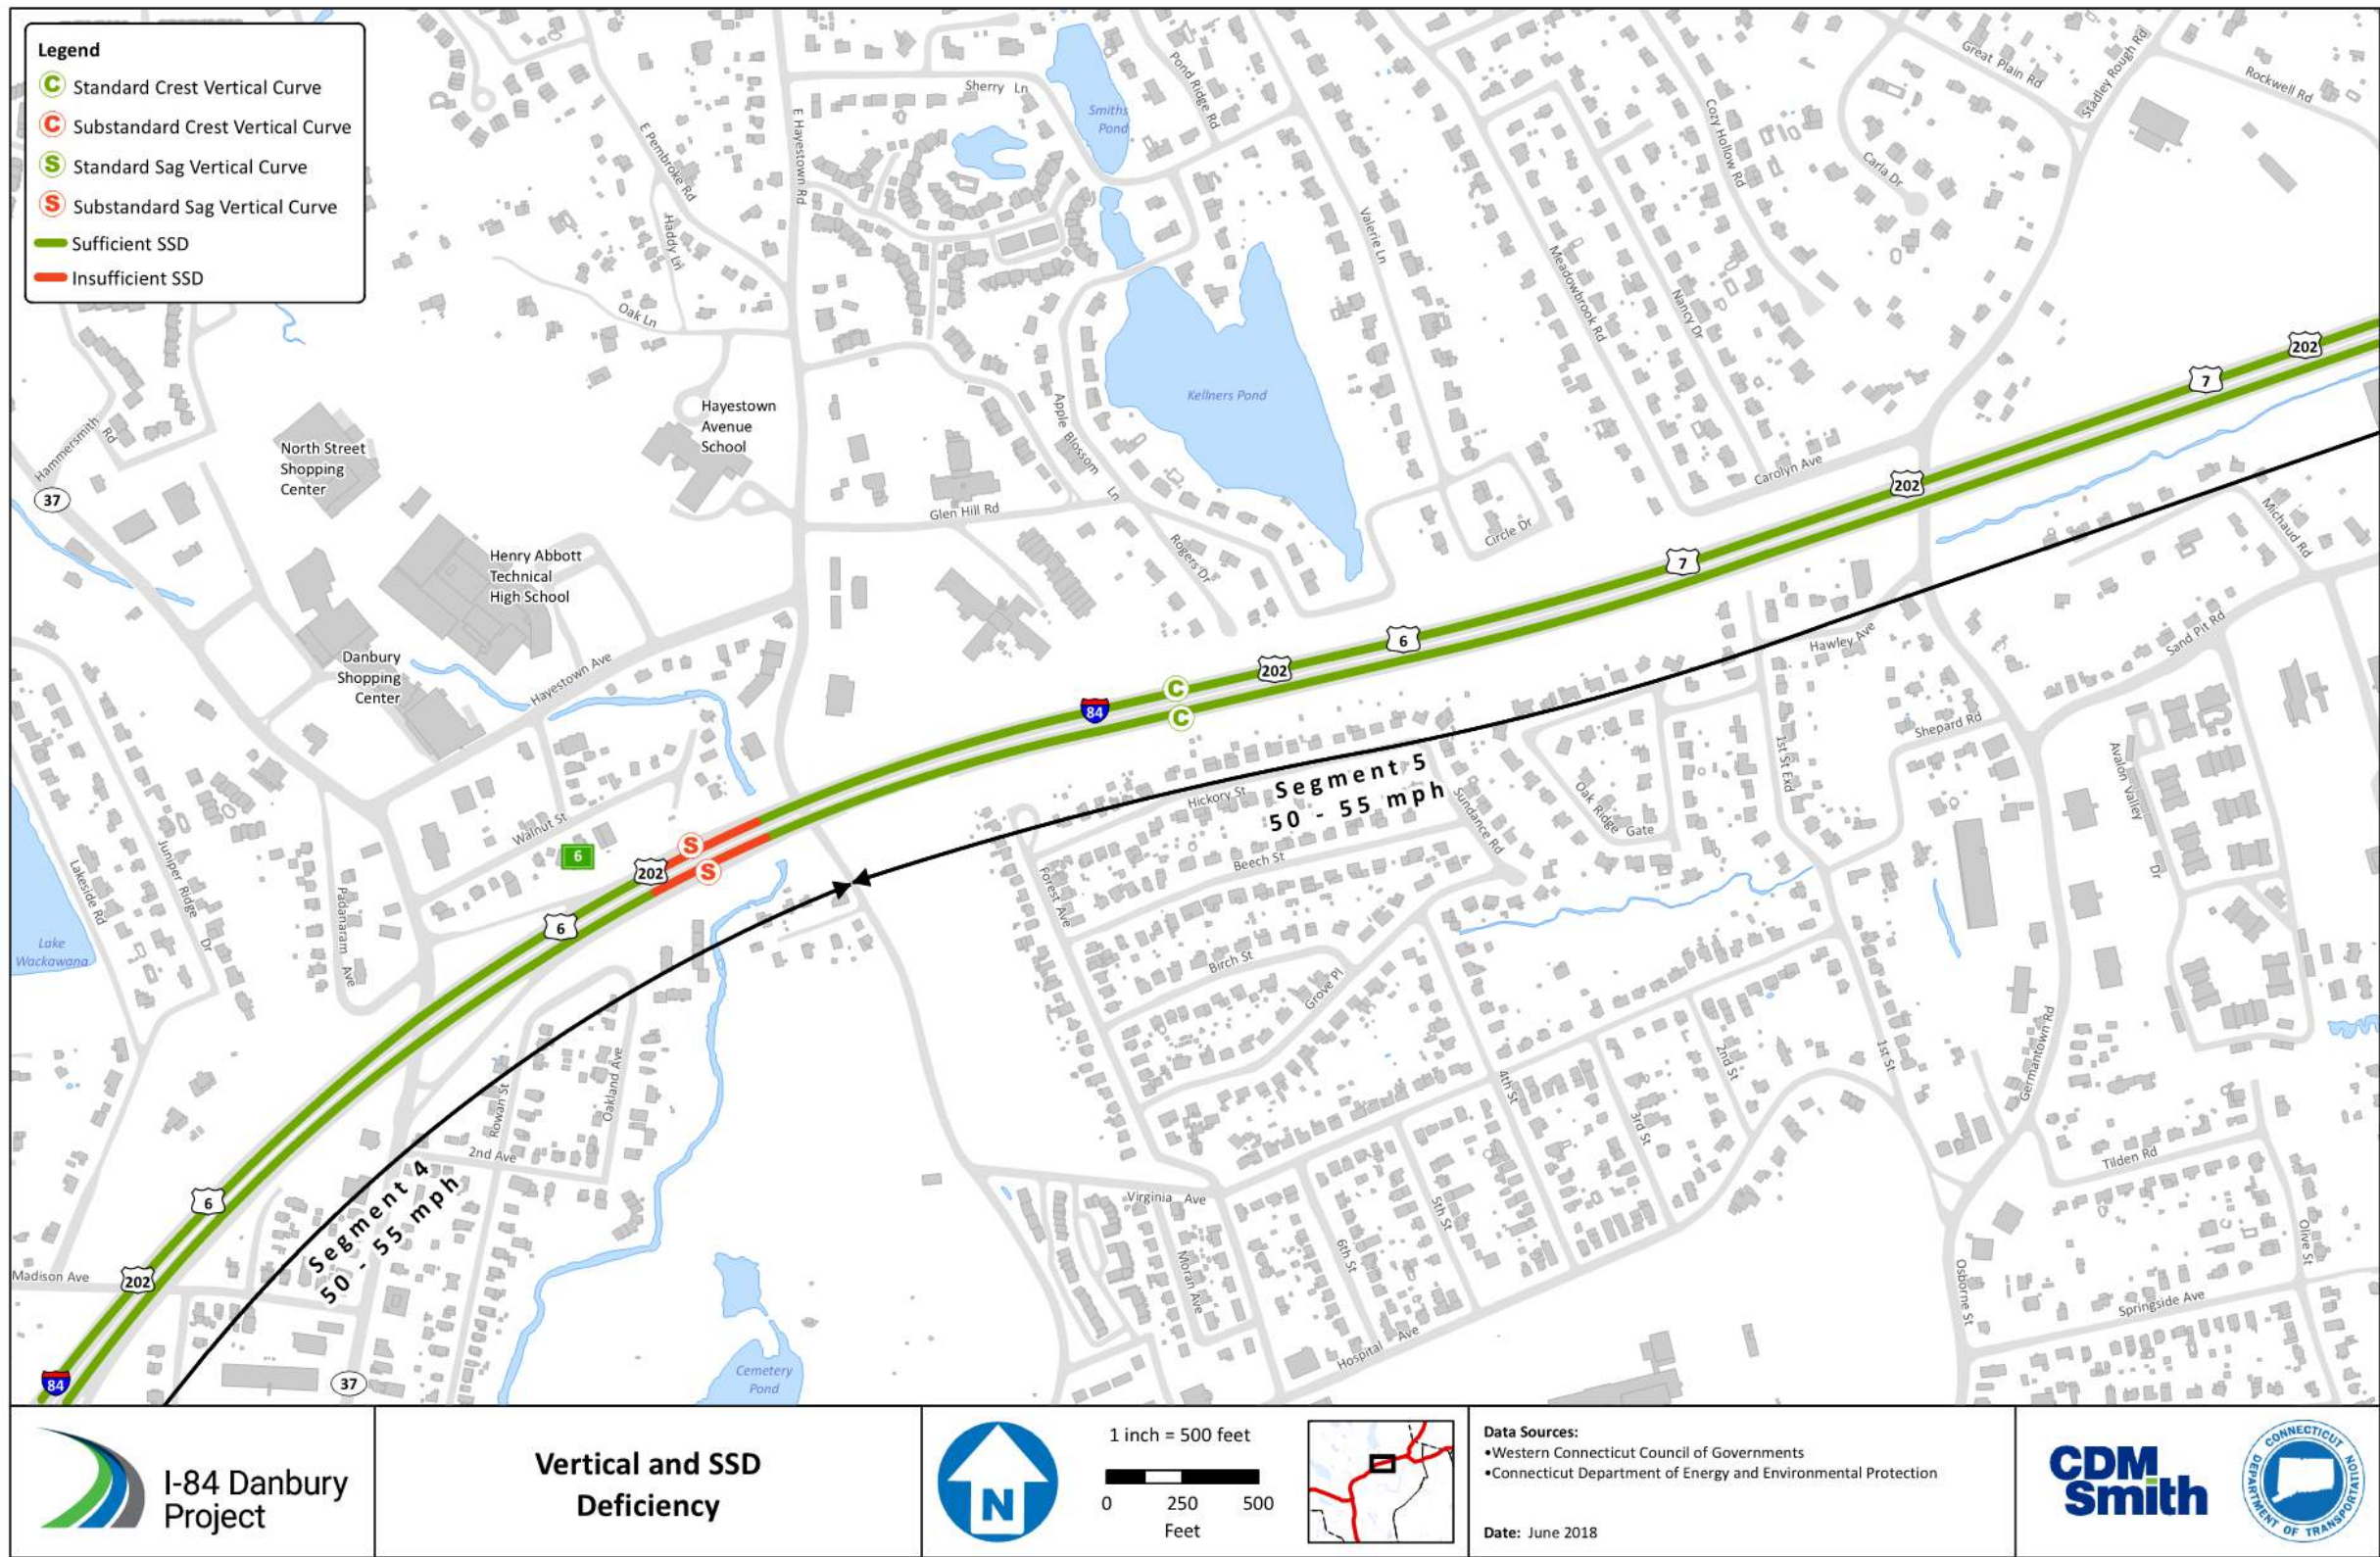 Legend
C Standard Crest Vertical Curve
C Substandard Crest Vertical Curve
S Standard Sag Vertical Curve
S Substandard Sag Vertical Curve
Sufficient SSD
Insufficient SSD
Sherry Ln
Smiths
Pond
Pond Ridge Rd
Great Plain Rd
Stadley Rough Rd
Rockwell Rd
E Pembroke Rd
E Hayestown Rd
Cozy Hollow Rd
Carla Dr
Haddy Ln
Valerie Ln
Meadowbrook Rd
Nancy Dr
Oak Ln
202
7
Kellners Pond
Hayestown
Avenue
School
Apple Blossom Ln
Hammersmith Rd
North Street
Shopping
Center
Carolyn Ave
37
202
Glen Hill Rd
Circle Dr
Michaud Rd
Henry Abbott
Technical
High School
Rogers Dr
7
Danbury
Shopping
Center
Hayestown Ave
6
Hawley Ave
Sand Pit Rd
202
C
84
C
Shepard Rd
1st St Exd
Avalon Valley Dr
Segment 5
50 - 55 mph
Hickory St
Sundance Rd
Oak Ridge Gate
Walnut St
6
S
202
S
Beech St
Lakeside Rd
Juniper Ridge Dr
Padanaram Ave
6
Forest Ave
Lake
Wackawana
Birch St
Grove Pl
Germantown Rd
Rowan St
Oakland Ave
4th St
3rd St
2nd St
1st St
2nd Ave
Tilden Rd
6
Segment 4
50 - 55 mph
Virginia Ave
Moran Ave
6th St
5th St
Olive St
Osborne St
Madison Ave
202
Springside Ave
Hospital Ave
84
37
Cemetery
Pond
I-84 Danbury
Project
Vertical and SSD
Deficiency
N
1 inch = 500 feet
0 250 500
Feet
Data Sources:
•Western Connecticut Council of Governments
•Connecticut Department of Energy and Environmental Protection
Date: June 2018
CDM
Smith
CONNECTICUT
DEPARTMENT OF TRANSPORTATION